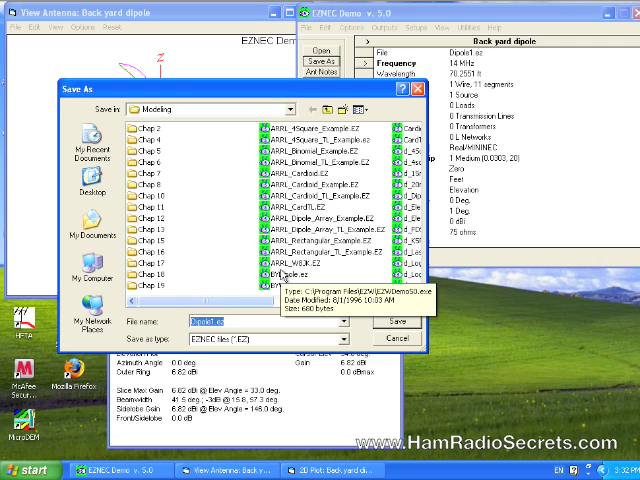 View Antenna: Back yard dipole
File Edit View Options Reset
EZNEC Dem
Z
EZNEC Demo v. 5.0
File Edit Options Outputs Setups View Utilities Help
Open
Save As
Ant Notes
> Back yard dipole
File Dipole1.ez
> Frequency 14 MHz
Wavelength 70.2551 ft
1 Wire, 11 segments
1 Source
0 Loads
0 Transmission Lines
0 Transformers
0 L Networks
Real/MININEC
1 Medium (0.0303, 20)
Zero
Feet
Elevation
0 Deg.
1 Deg.
0 dBi
75 ohms
Save As
Save in: Modeling
My Recent
Documents
Desktop
My Documents
My Computer
My Network
Places
Chap 2
Chap 4
Chap 5
Chap 6
Chap 7
Chap 8
Chap 10
Chap 11
Chap 12
Chap 13
Chap 15
Chap 16
Chap 17
Chap 18
Chap 19
ARRL_4Square_Example.EZ
ARRL_4Square_TL_Example.ez
ARRL_Binomial_Example.EZ
ARRL_Binomial_TL_Example.EZ
ARRL_Cardioid.EZ
ARRL_Cardioid_Example.EZ
ARRL_Cardioid_TL_Example.EZ
ARRL_CardTL.EZ
ARRL_Dipole_Array_Example.EZ
ARRL_Dipole_Array_TL_Example.EZ
ARRL_Rectangular_Example.EZ
ARRL_Rectangular_TL_Example.EZ
ARRL_W8JK.EZ
Type: C:\Program Files\EZW\EZWDemo50.exe
Date Modified: 8/1/1996 10:03 AM
Size: 680 bytes
File name: Dipole1.ez Save
Save as type: EZNEC files (*.EZ) Cancel
HFTA
McAfee
Secur...
Mozilla Firefox
MicroDEM
Azimuth Angle 0.0 deg. Gain 6.82 dBi
Outer Ring 6.82 dBi 0.0 dBmax
Slice Max Gain 6.82 dBi @ Elev Angle = 33.0 deg.
Beamwidth 41.5 deg.; -3dB @ 15.8, 57.3 deg.
Sidelobe Gain 6.82 dBi @ Elev Angle = 146.0 deg.
Front/Sidelobe 0.0 dB
www.HamRadioSecrets.com
start EZNEC Demo v. 5.0 View Antenna: Back y... 2D Plot: Back yard di... EN 3:32 PM